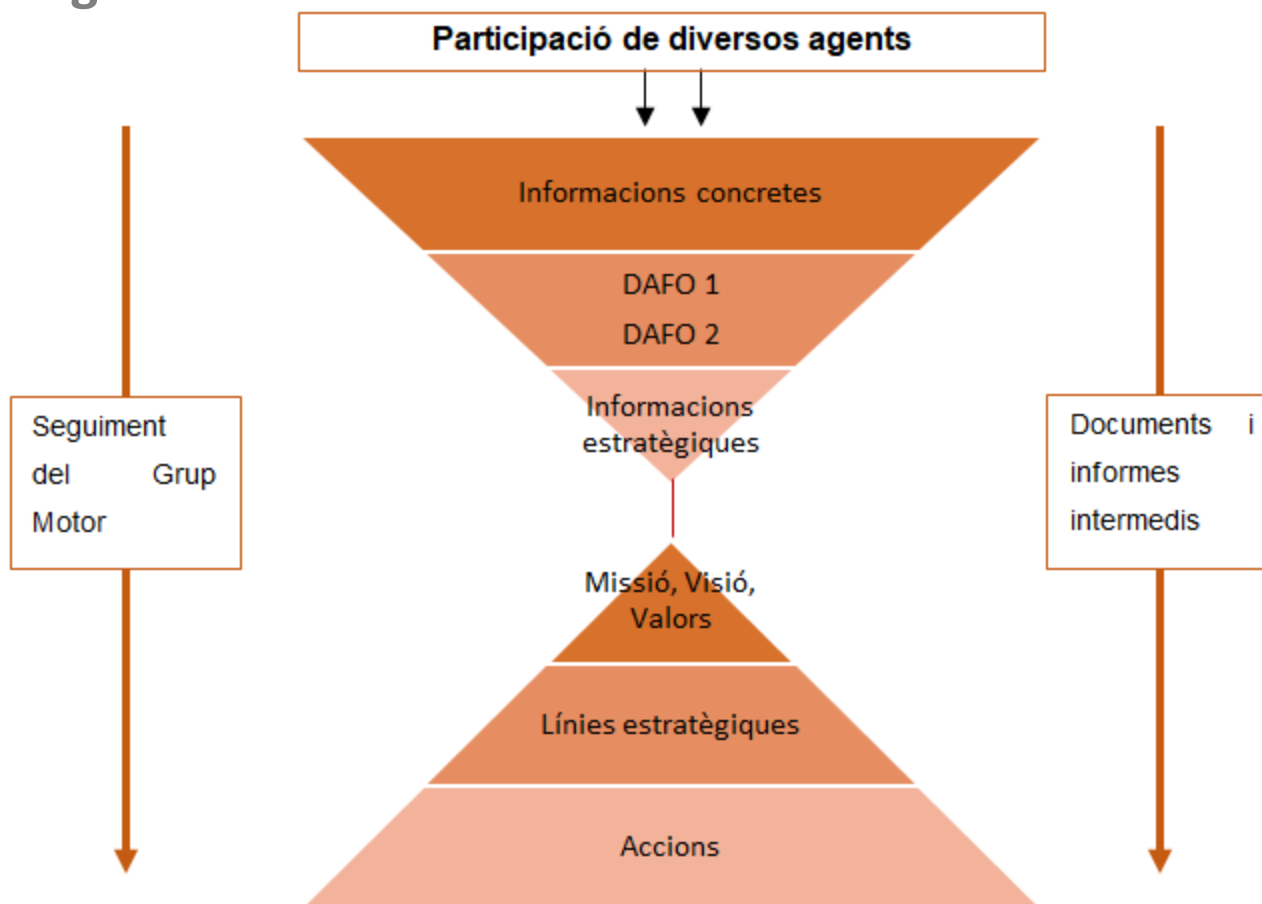 Participació de diversos agents
Informacions concretes
DAFO 1
DAFO 2
Informacions
estratègiques
Seguiment
del Grup
Motor
Documents i
informes
intermedis
Missió, Visió,
Valors
Línies estratègiques
Accions